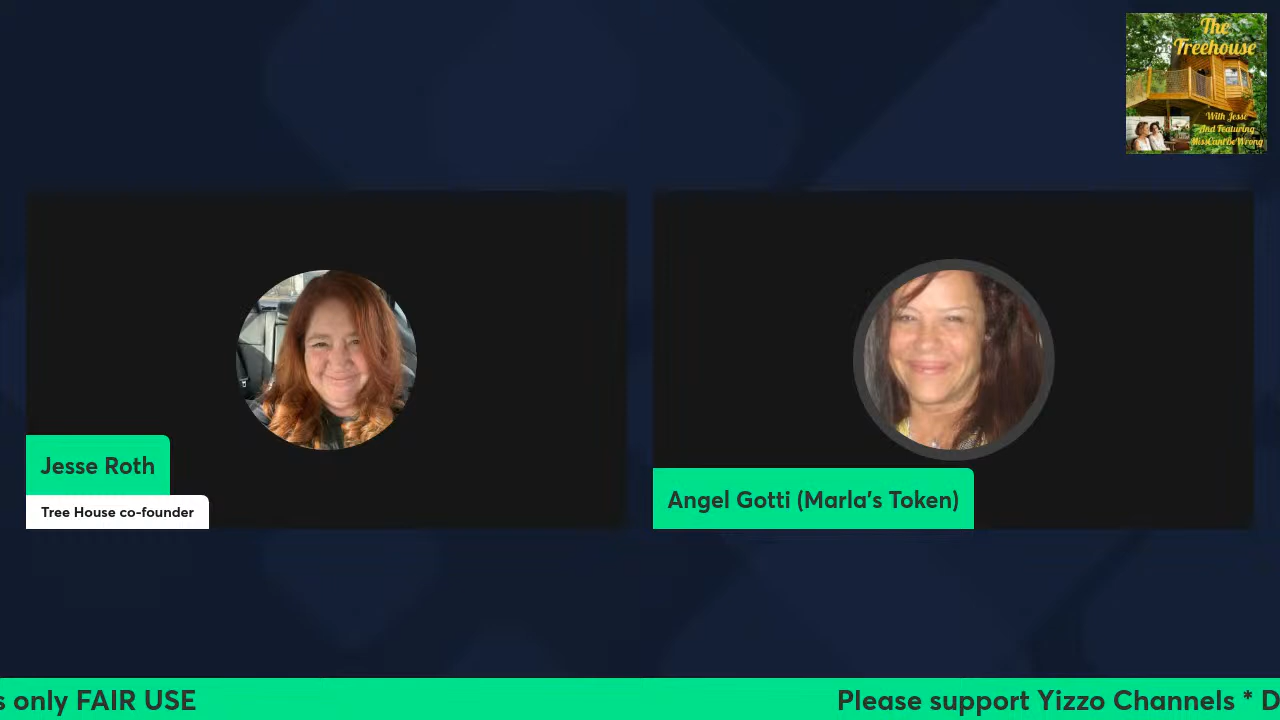 The
Treehouse
With Jesse
And Featuring
MissCantBeWrong
Jesse Roth
Tree House co-founder
Angel Gotti (Marla's Token)
s only FAIR USE
Please support Yizzo Channels * D